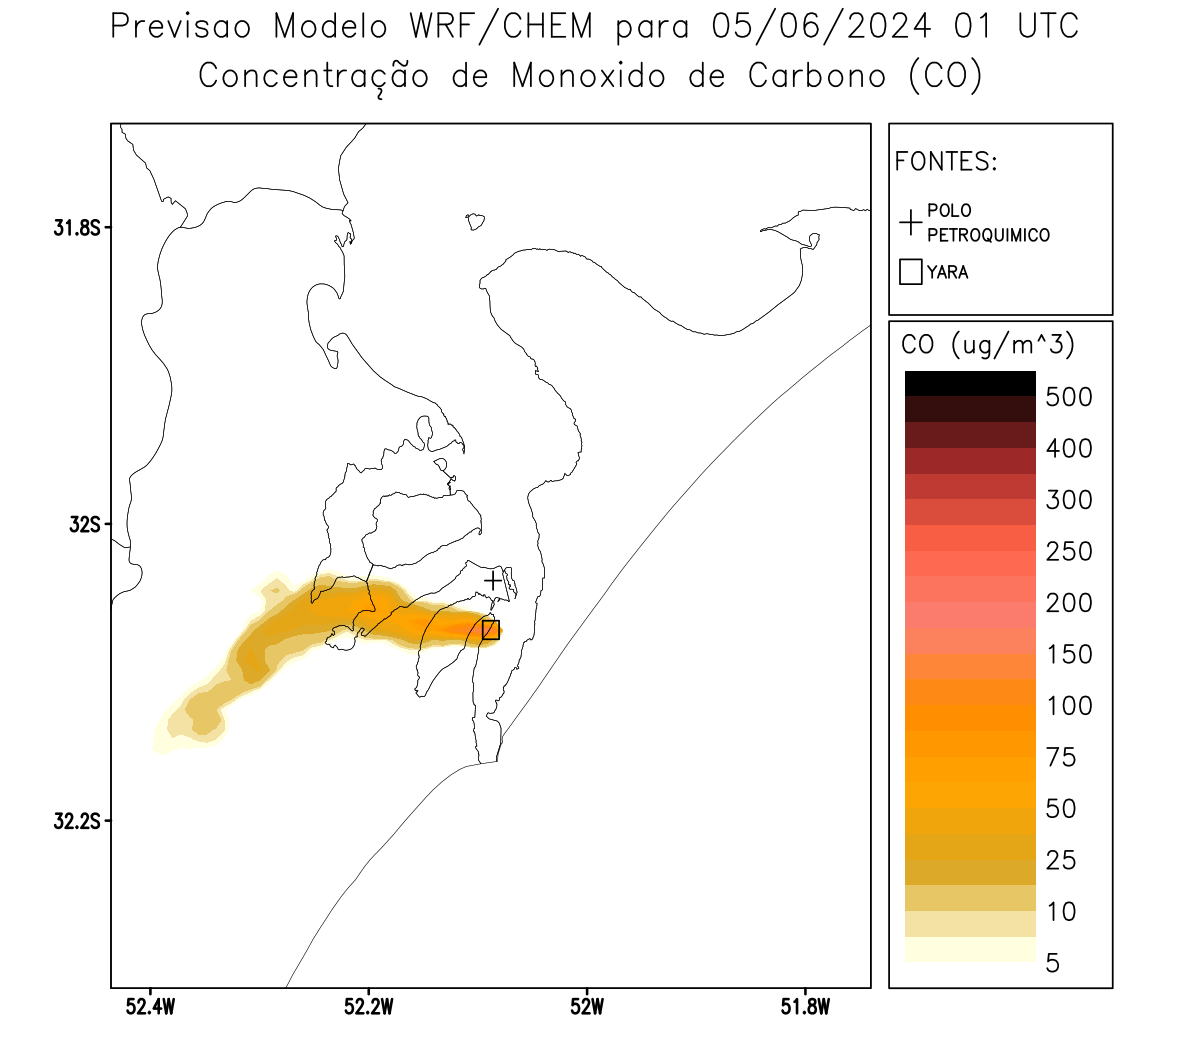 Previsao Modelo WRF/CHEM para 05/06/2024 01 UTC
Concentração de Monoxido de Carbono (CO)
FONTES:
POLO
PETROQUIMICO
YARA
CO (ug/m^3)
500
400
300
250
200
150
100
75
50
25
10
5
31.8S
32S
32.2S
52.4W
52.2W
52W
51.8W